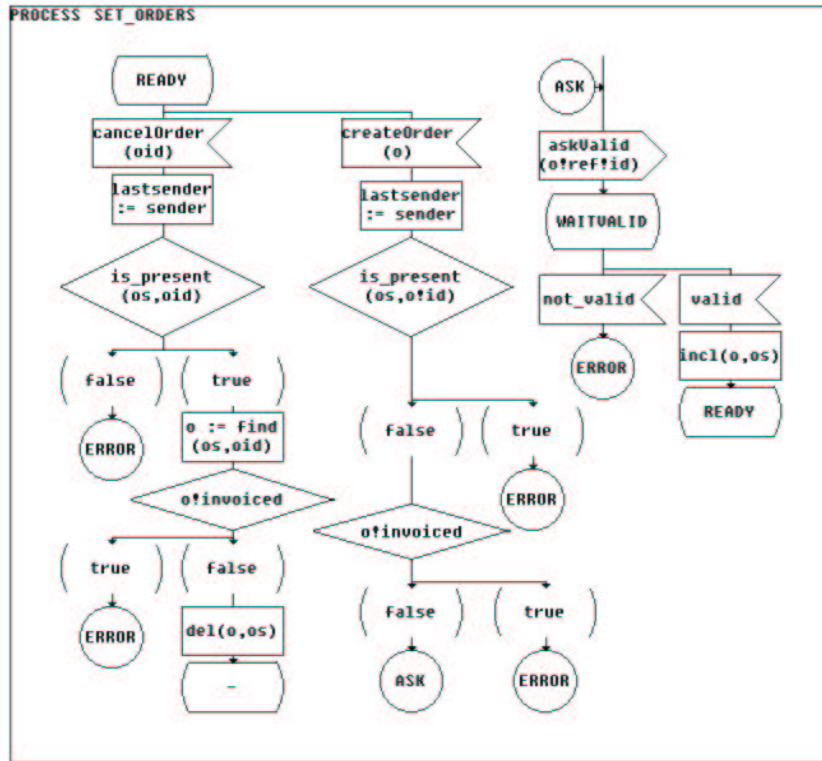 PROCESS SET_ORDERS
READY
cancelOrder
(oid)
lastsender
:= sender
is_present
(os,oid)
false
ERROR
true
o := find
(os,oid)
o!invoiced
true
ERROR
false
del(o,os)
-
createOrder
(o)
lastsender
:= sender
is_present
(os,o!id)
false
true
ERROR
o!invoiced
false
ASK
true
ERROR
ASK
askValid
(o!ref!id)
WAITVALID
not_valid
ERROR
valid
incl(o,os)
READY